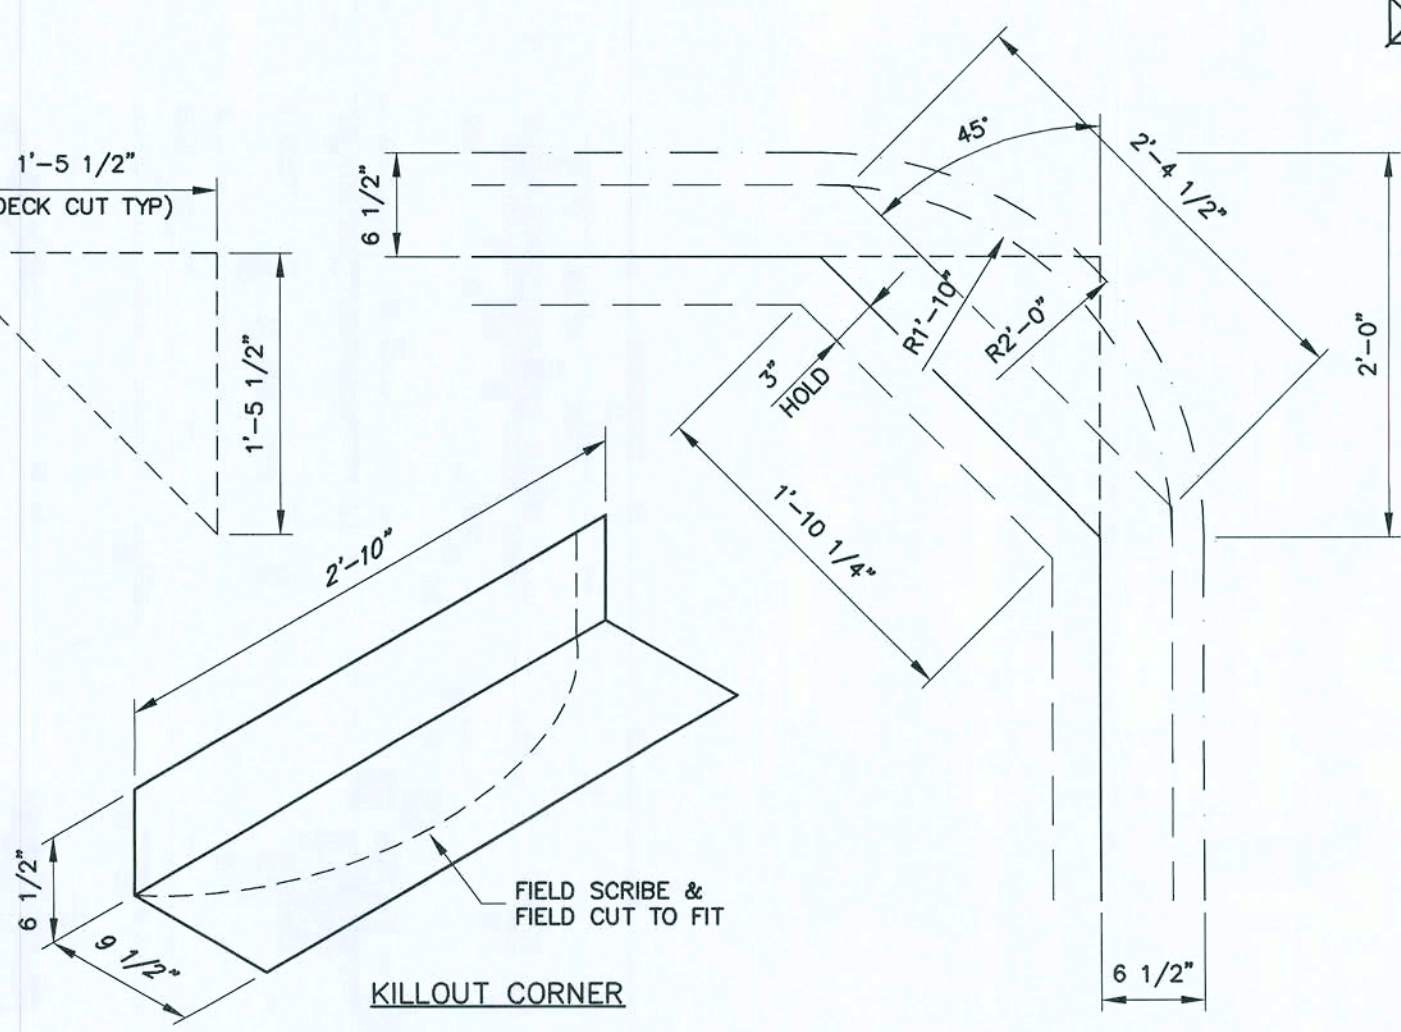 1'-5 1/2"
DECK CUT TYP)
6 1/2"
45°
2'-4 1/2"
1'-5 1/2"
R1'-10"
R2'-0"
2'-0"
3"
HOLD
1'-10 1/4"
2'-10"
6 1/2"
9 1/2"
FIELD SCRIBE &
FIELD CUT TO FIT
KILLOUT CORNER
6 1/2"